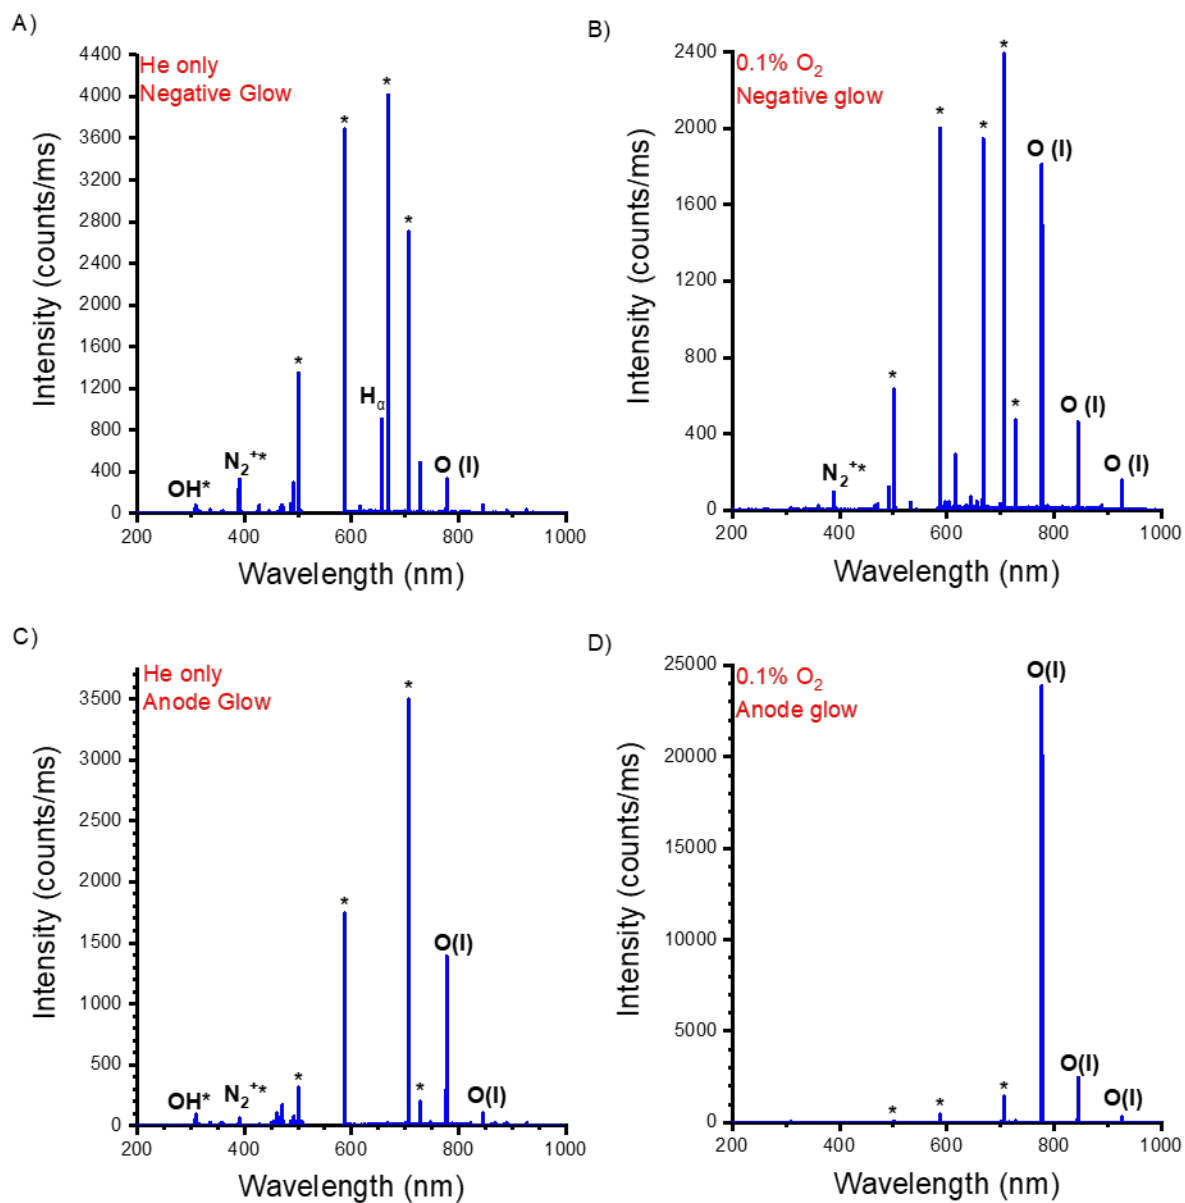 A)
He only
Negative Glow
4400
4000
3600
3200
2800
2400
2000
1600
1200
800
400
0
200
400
600
800
1000
Intensity (counts/ms)
Wavelength (nm)
OH*
N₂⁺*
*
*
Hα
*
*
O (I)
B)
0.1% O₂
Negative glow
2400
2000
1600
1200
800
400
0
200
400
600
800
1000
Intensity (counts/ms)
Wavelength (nm)
N₂⁺*
*
*
*
*
*
O (I)
O (I)
O (I)
C)
He only
Anode Glow
3500
3000
2500
2000
1500
1000
500
0
200
400
600
800
1000
Intensity (counts/ms)
Wavelength (nm)
OH*
N₂⁺*
*
*
*
*
O(I)
O(I)
D)
0.1% O₂
Anode glow
25000
20000
15000
10000
5000
0
200
400
600
800
1000
Intensity (counts/ms)
Wavelength (nm)
*
*
*
O(I)
O(I)
O(I)